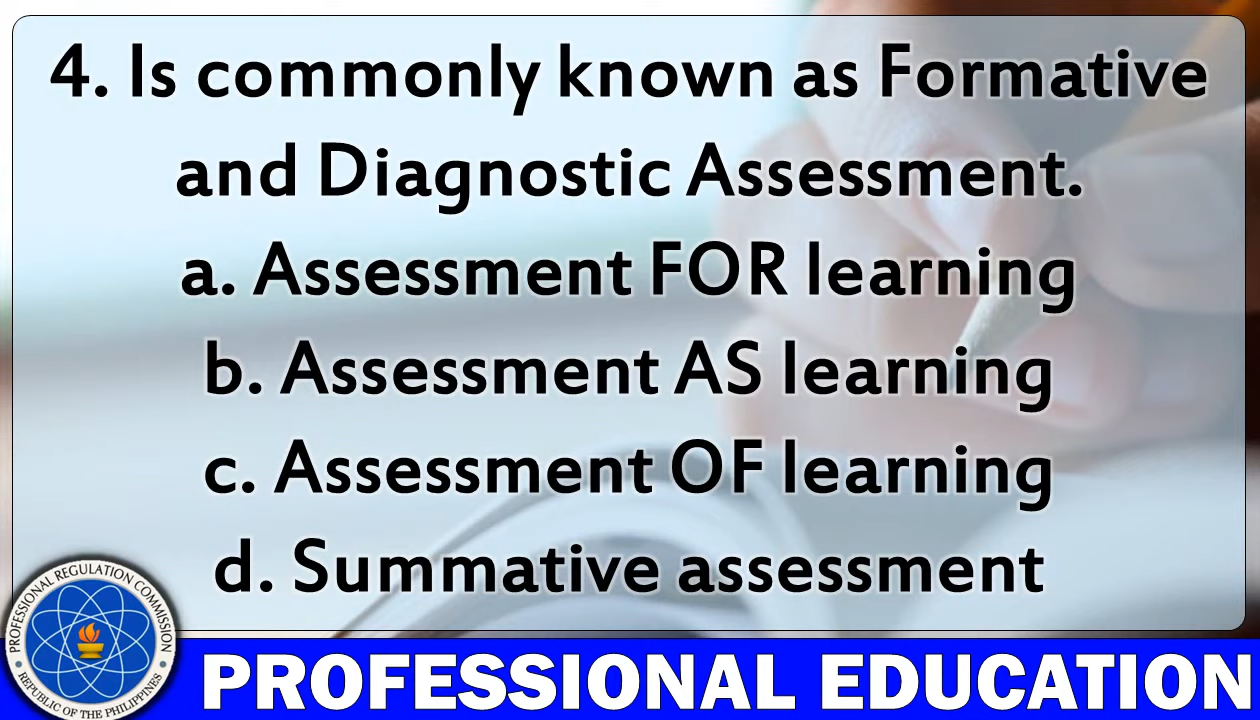 4. Is commonly known as Formative
and Diagnostic Assessment.
a. Assessment FOR learning
b. Assessment AS learning
c. Assessment OF learning
d. Summative assessment
PROFESSIONAL REGULATION COMMISSION
REPUBLIC OF THE PHILIPPINES
PROFESSIONAL EDUCATION